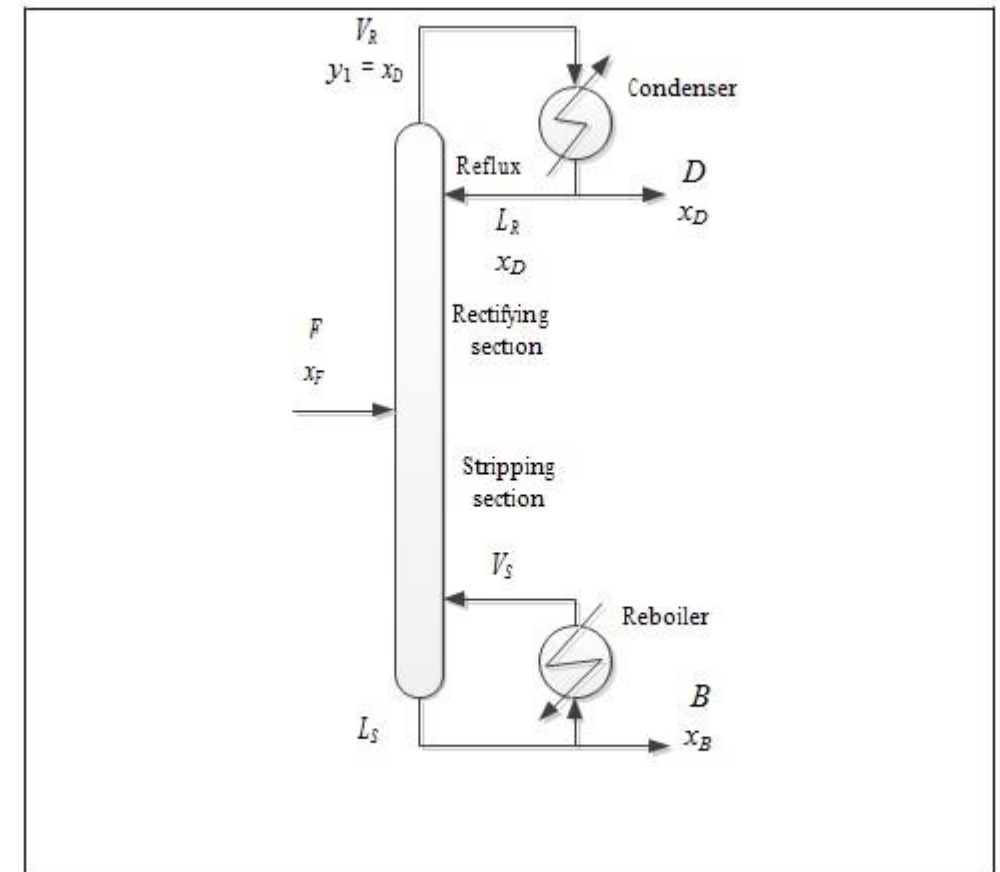 V_R
y_1 = x_D
Condenser
Reflux
D
x_D
L_R
x_D
Rectifying
section
F
x_F
Stripping
section
V_S
Reboiler
B
x_B
L_S